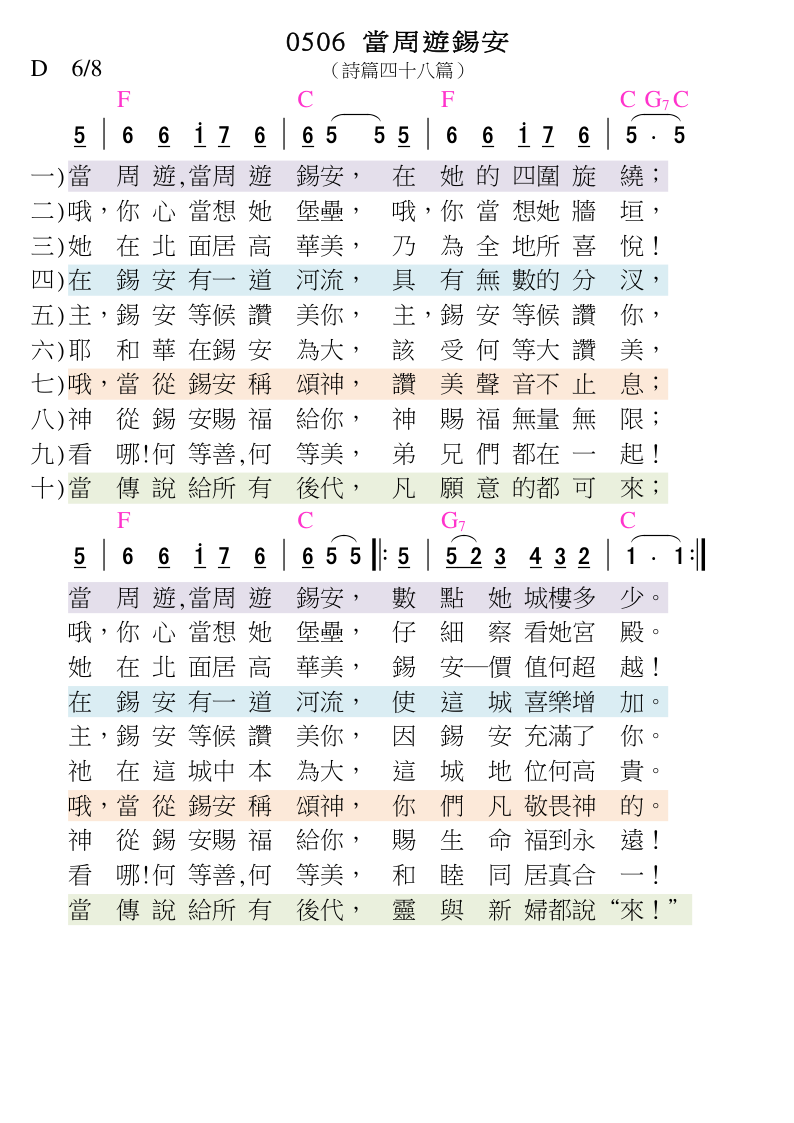 0506 當周遊錫安
D 6/8 （詩篇四十八篇）
F C F C G7 C
5 | 6 6 i 7 6 | 6 5 5 5 | 6 6 i 7 6 | 5 · 5
一)當 周 遊,當周 遊 錫安， 在 她 的 四圍 旋 繞；
二)哦，你 心 當想 她 堡壘， 哦，你 當 想她 牆 垣，
三)她 在 北 面居 高 華美， 乃 為 全 地所 喜 悅！
四)在 錫 安 有一 道 河流， 具 有 無 數的 分 汊，
五)主，錫 安 等候 讚 美你， 主，錫 安 等候 讚 你，
六)耶 和 華 在錫 安 為大， 該 受 何 等大 讚 美，
七)哦，當 從 錫安 稱 頌神， 讚 美 聲 音不 止 息；
八)神 從 錫 安賜 福 給你， 神 賜 福 無量 無 限；
九)看 哪!何 等善,何 等美， 弟 兄 們 都在 一 起！
十)當 傳 說 給所 有 後代， 凡 願 意 的都 可 來；
F C G7 C
5 | 6 6 i 7 6 | 6 5 5 ‖: 5 | 5 2 3 4 3 2 | 1 · 1 :‖
當 周 遊,當周 遊 錫安， 數 點 她 城樓多 少。
哦，你 心 當想 她 堡壘， 仔 細 察 看她宮 殿。
她 在 北 面居 高 華美， 錫 安─價 值何超 越！
在 錫 安 有一 道 河流， 使 這 城 喜樂增 加。
主，錫 安 等候 讚 美你， 因 錫 安 充滿了 你。
祂 在 這 城中 本 為大， 這 城 地 位何高 貴。
哦，當 從 錫安 稱 頌神， 你 們 凡 敬畏神 的。
神 從 錫 安賜 福 給你， 賜 生 命 福到永 遠！
看 哪!何 等善,何 等美， 和 睦 同 居真合 一！
當 傳 說 給所 有 後代， 靈 與 新 婦都說“來！”